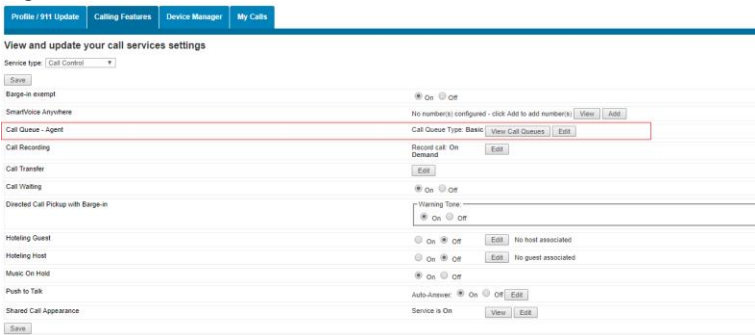 Profile / 911 Update Calling Features Device Manager My Calls
View and update your call services settings
Service type: Call Control
Save
Barge-in exempt On Off
SmartVoice Anywhere No number(s) configured - click Add to add number(s) View Add
Call Queue - Agent Call Queue Type: Basic View Call Queues Edit
Call Recording Record call: On Demand Edit
Call Transfer Edit
Call Waiting On Off
Directed Call Pickup with Barge-in Warning Tone:
On Off
Hoteling Guest On Off Edit No host associated
Hoteling Host On Off Edit No guest associated
Music On Hold On Off
Push to Talk Auto-Answer: On Off Edit
Shared Call Appearance Service is On View Edit
Save